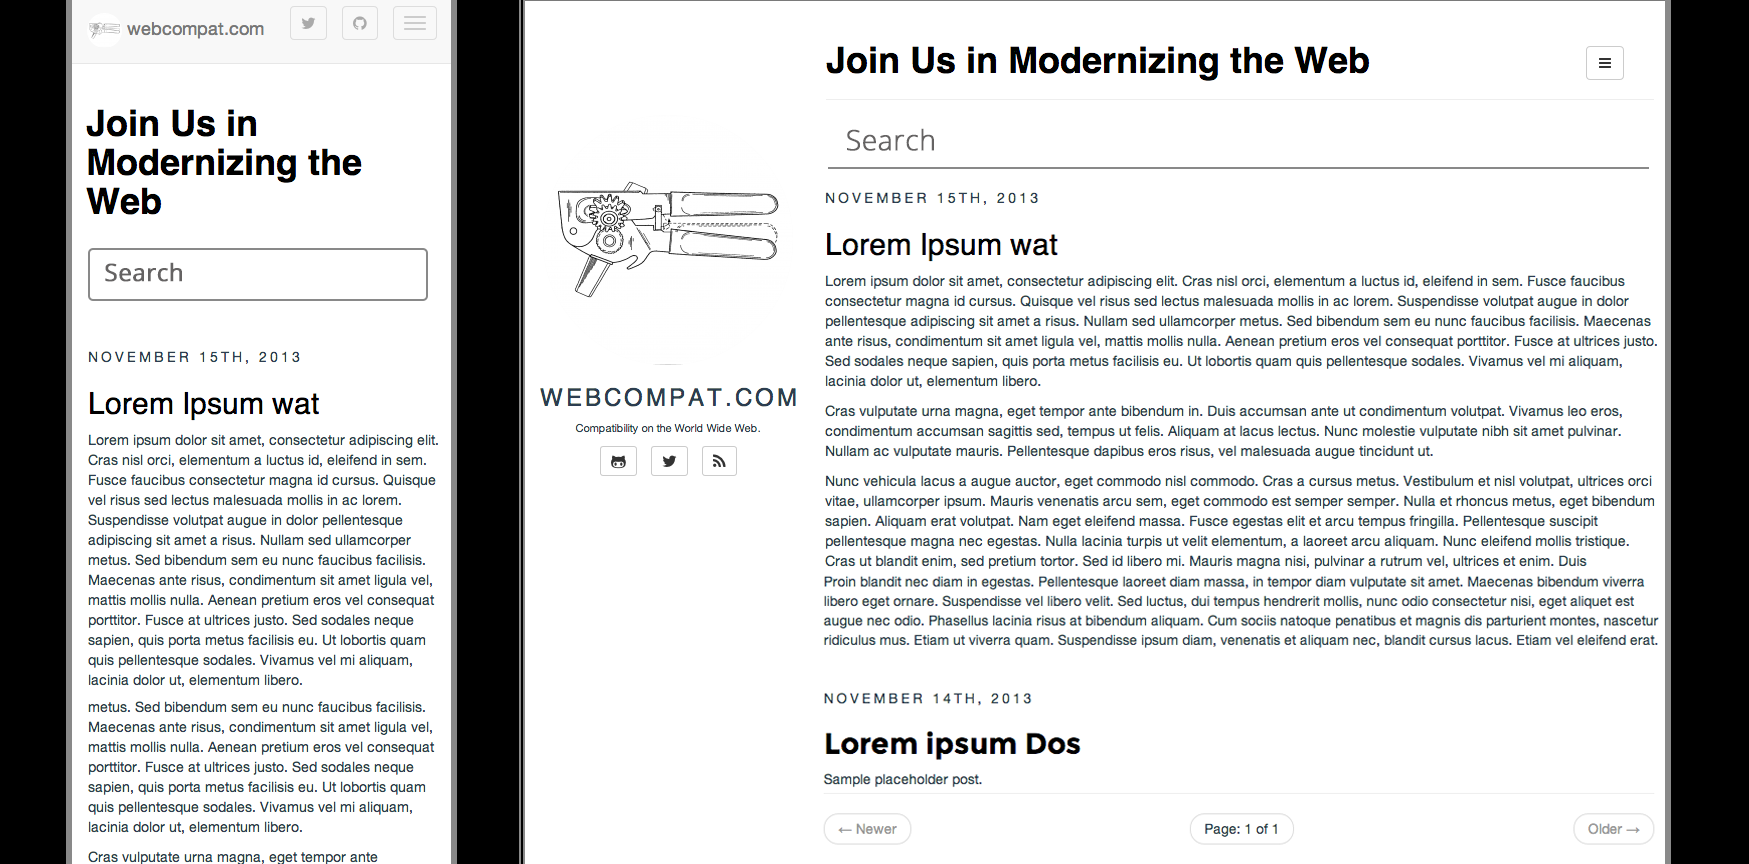 webcompat.com
Join Us in
Modernizing the
Web
Search
NOVEMBER 15TH, 2013
Lorem Ipsum wat
Lorem ipsum dolor sit amet, consectetur adipiscing elit.
Cras nisl orci, elementum a luctus id, eleifend in sem.
Fusce faucibus consectetur magna id cursus. Quisque
vel risus sed lectus malesuada mollis in ac lorem.
Suspendisse volutpat augue in dolor pellentesque
adipiscing sit amet a risus. Nullam sed ullamcorper
metus. Sed bibendum sem eu nunc faucibus facilisis.
Maecenas ante risus, condimentum sit amet ligula vel,
mattis mollis nulla. Aenean pretium eros vel consequat
porttitor. Fusce at ultrices justo. Sed sodales neque
sapien, quis porta metus facilisis eu. Ut lobortis quam
quis pellentesque sodales. Vivamus vel mi aliquam,
lacinia dolor ut, elementum libero.
metus. Sed bibendum sem eu nunc faucibus facilisis.
Maecenas ante risus, condimentum sit amet ligula vel,
mattis mollis nulla. Aenean pretium eros vel consequat
porttitor. Fusce at ultrices justo. Sed sodales neque
sapien, quis porta metus facilisis eu. Ut lobortis quam
quis pellentesque sodales. Vivamus vel mi aliquam,
lacinia dolor ut, elementum libero.
Cras vulputate urna magna, eget tempor ante
WEBCOMPAT.COM
Compatibility on the World Wide Web.
Join Us in Modernizing the Web
Search
NOVEMBER 15TH, 2013
Lorem Ipsum wat
Lorem ipsum dolor sit amet, consectetur adipiscing elit. Cras nisl orci, elementum a luctus id, eleifend in sem. Fusce faucibus
consectetur magna id cursus. Quisque vel risus sed lectus malesuada mollis in ac lorem. Suspendisse volutpat augue in dolor
pellentesque adipiscing sit amet a risus. Nullam sed ullamcorper metus. Sed bibendum sem eu nunc faucibus facilisis. Maecenas
ante risus, condimentum sit amet ligula vel, mattis mollis nulla. Aenean pretium eros vel consequat porttitor. Fusce at ultrices justo.
Sed sodales neque sapien, quis porta metus facilisis eu. Ut lobortis quam quis pellentesque sodales. Vivamus vel mi aliquam,
lacinia dolor ut, elementum libero.
Cras vulputate urna magna, eget tempor ante bibendum in. Duis accumsan ante ut condimentum volutpat. Vivamus leo eros,
condimentum accumsan sagittis sed, tempus ut felis. Aliquam at lacus lectus. Nunc molestie vulputate nibh sit amet pulvinar.
Nullam ac vulputate mauris. Pellentesque dapibus eros risus, vel malesuada augue tincidunt ut.
Nunc vehicula lacus a augue auctor, eget commodo nisl commodo. Cras a cursus metus. Vestibulum et nisl volutpat, ultrices orci
vitae, ullamcorper ipsum. Mauris venenatis arcu sem, eget commodo est semper semper. Nulla et rhoncus metus, eget bibendum
sapien. Aliquam erat volutpat. Nam eget eleifend massa. Fusce egestas elit et arcu tempus fringilla. Pellentesque suscipit
pellentesque magna nec egestas. Nulla lacinia turpis ut velit elementum, a laoreet arcu aliquam. Nunc eleifend mollis tristique.
Cras ut blandit enim, sed pretium tortor. Sed id libero mi. Mauris magna nisi, pulvinar a rutrum vel, ultrices et enim. Duis
Proin blandit nec diam in egestas. Pellentesque laoreet diam massa, in tempor diam vulputate sit amet. Maecenas bibendum viverra
libero eget ornare. Suspendisse vel libero velit. Sed luctus, dui tempus hendrerit mollis, nunc odio consectetur nisi, eget aliquet est
augue nec odio. Phasellus lacinia risus at bibendum aliquam. Cum sociis natoque penatibus et magnis dis parturient montes, nascetur
ridiculus mus. Etiam ut viverra quam. Suspendisse ipsum diam, venenatis et aliquam nec, blandit cursus lacus. Etiam vel eleifend erat.
NOVEMBER 14TH, 2013
Lorem ipsum Dos
Sample placeholder post.
← Newer
Page: 1 of 1
Older →